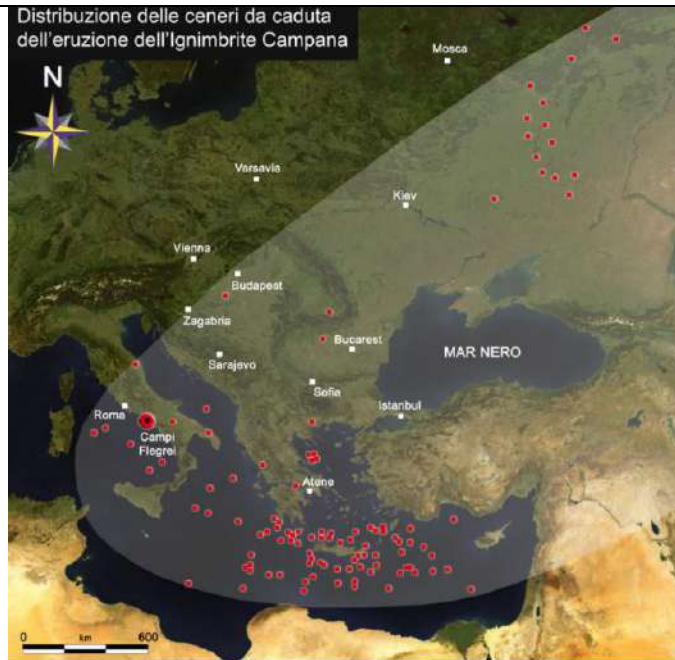 Distribuzione delle ceneri da caduta
dell'eruzione dell'Ignimbrite Campana
N
Mosca
Varsavia
Kiev
Vienna
Budapest
Zagabria
Sarajevo
Bucarest
MAR NERO
Sofia
Istanbul
Roma
Campi
Flegrei
Atene
0 600
km